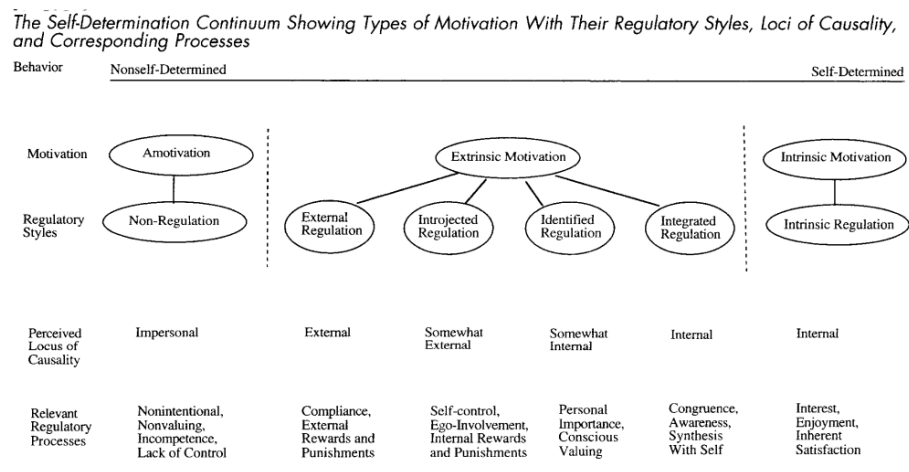 The Self-Determination Continuum Showing Types of Motivation With Their Regulatory Styles, Loci of Causality,
and Corresponding Processes
Behavior
Nonself-Determined
Self-Determined
Motivation
Amotivation
Extrinsic Motivation
Intrinsic Motivation
Regulatory
Styles
Non-Regulation
External
Regulation
Introjected
Regulation
Identified
Regulation
Integrated
Regulation
Intrinsic Regulation
Perceived
Locus of
Causality
Impersonal
External
Somewhat
External
Somewhat
Internal
Internal
Internal
Relevant
Regulatory
Processes
Nonintentional,
Nonvaluing,
Incompetence,
Lack of Control
Compliance,
External
Rewards and
Punishments
Self-control,
Ego-Involvement,
Internal Rewards
and Punishments
Personal
Importance,
Conscious
Valuing
Congruence,
Awareness,
Synthesis
With Self
Interest,
Enjoyment,
Inherent
Satisfaction